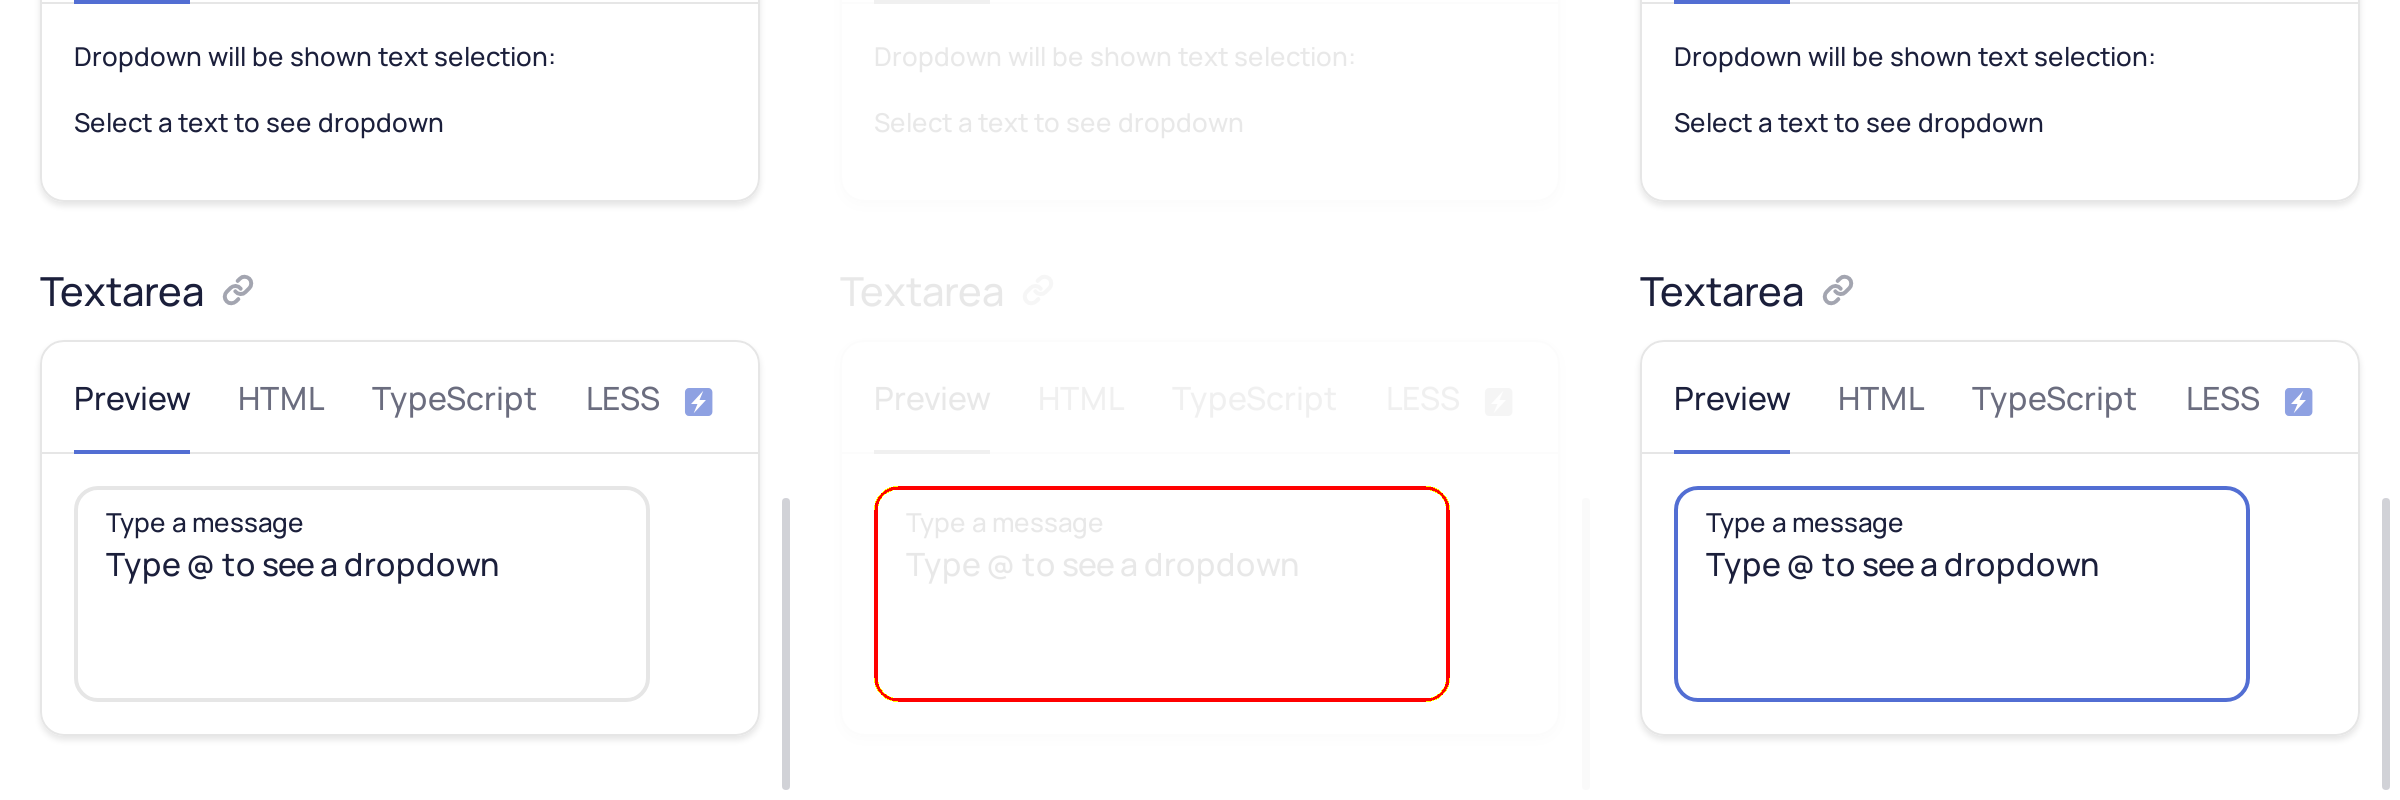 Dropdown will be shown text selection:
Select a text to see dropdown
Textarea
Preview HTML TypeScript LESS
Type a message
Type @ to see a dropdown
Dropdown will be shown text selection:
Select a text to see dropdown
Textarea
Preview HTML TypeScript LESS
Type a message
Type @ to see a dropdown
Dropdown will be shown text selection:
Select a text to see dropdown
Textarea
Preview HTML TypeScript LESS
Type a message
Type @ to see a dropdown